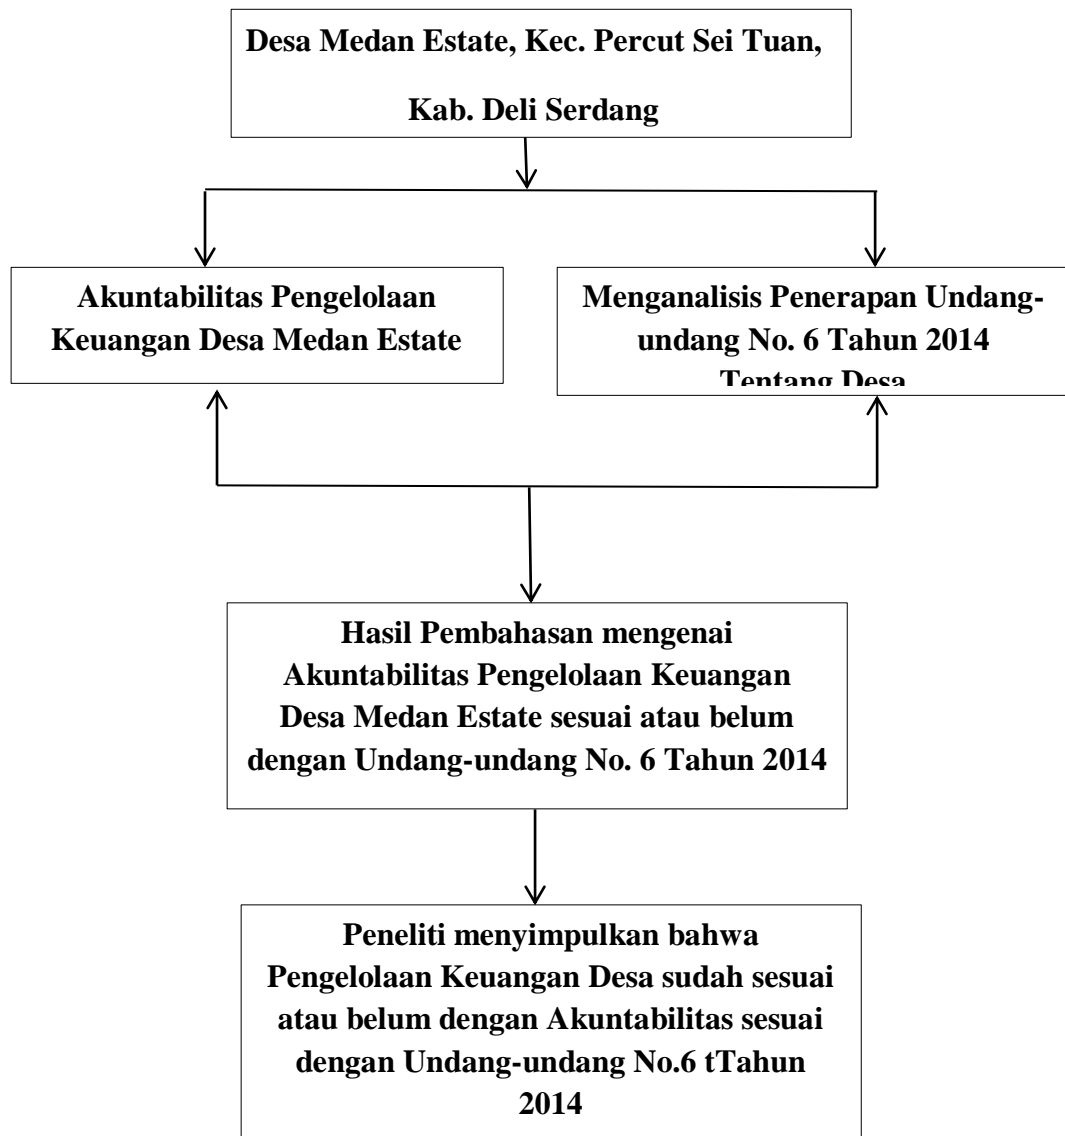 Desa Medan Estate, Kec. Percut Sei Tuan,
Kab. Deli Serdang
Akuntabilitas Pengelolaan
Keuangan Desa Medan Estate
Menganalisis Penerapan Undang-
undang No. 6 Tahun 2014
Tentang Desa
Hasil Pembahasan mengenai
Akuntabilitas Pengelolaan Keuangan
Desa Medan Estate sesuai atau belum
dengan Undang-undang No. 6 Tahun 2014
Peneliti menyimpulkan bahwa
Pengelolaan Keuangan Desa sudah sesuai
atau belum dengan Akuntabilitas sesuai
dengan Undang-undang No.6 tTahun
2014